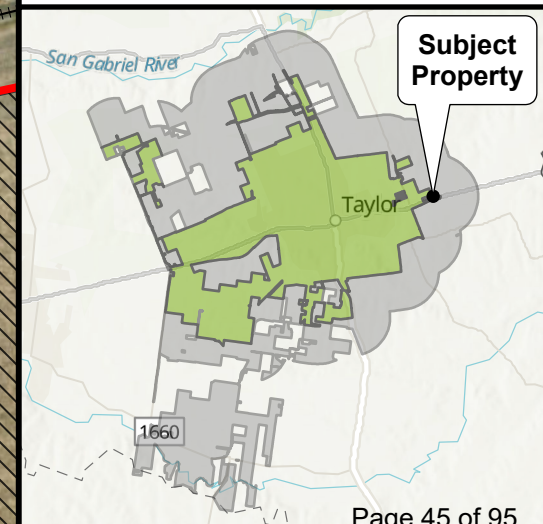 San Gabriel River
Subject
Property
Taylor
1660
Page 45 of 95